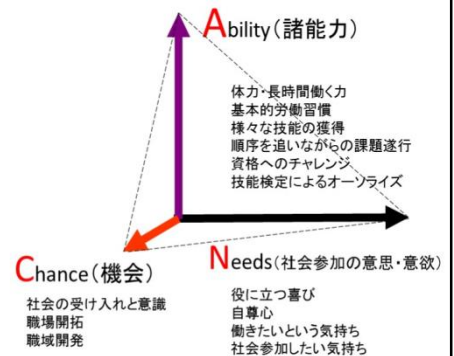 Ability(諸能力)
体力・長時間働く力
基本的労働習慣
様々な技能の獲得
順序を追いながらの課題遂行
資格へのチャレンジ
技能検定によるオーソライズ
Chance(機会)
社会の受け入れと意識
職場開拓
職域開発
Needs(社会参加の意思・意欲)
役に立つ喜び
自尊心
働きたいという気持ち
社会参加したい気持ち